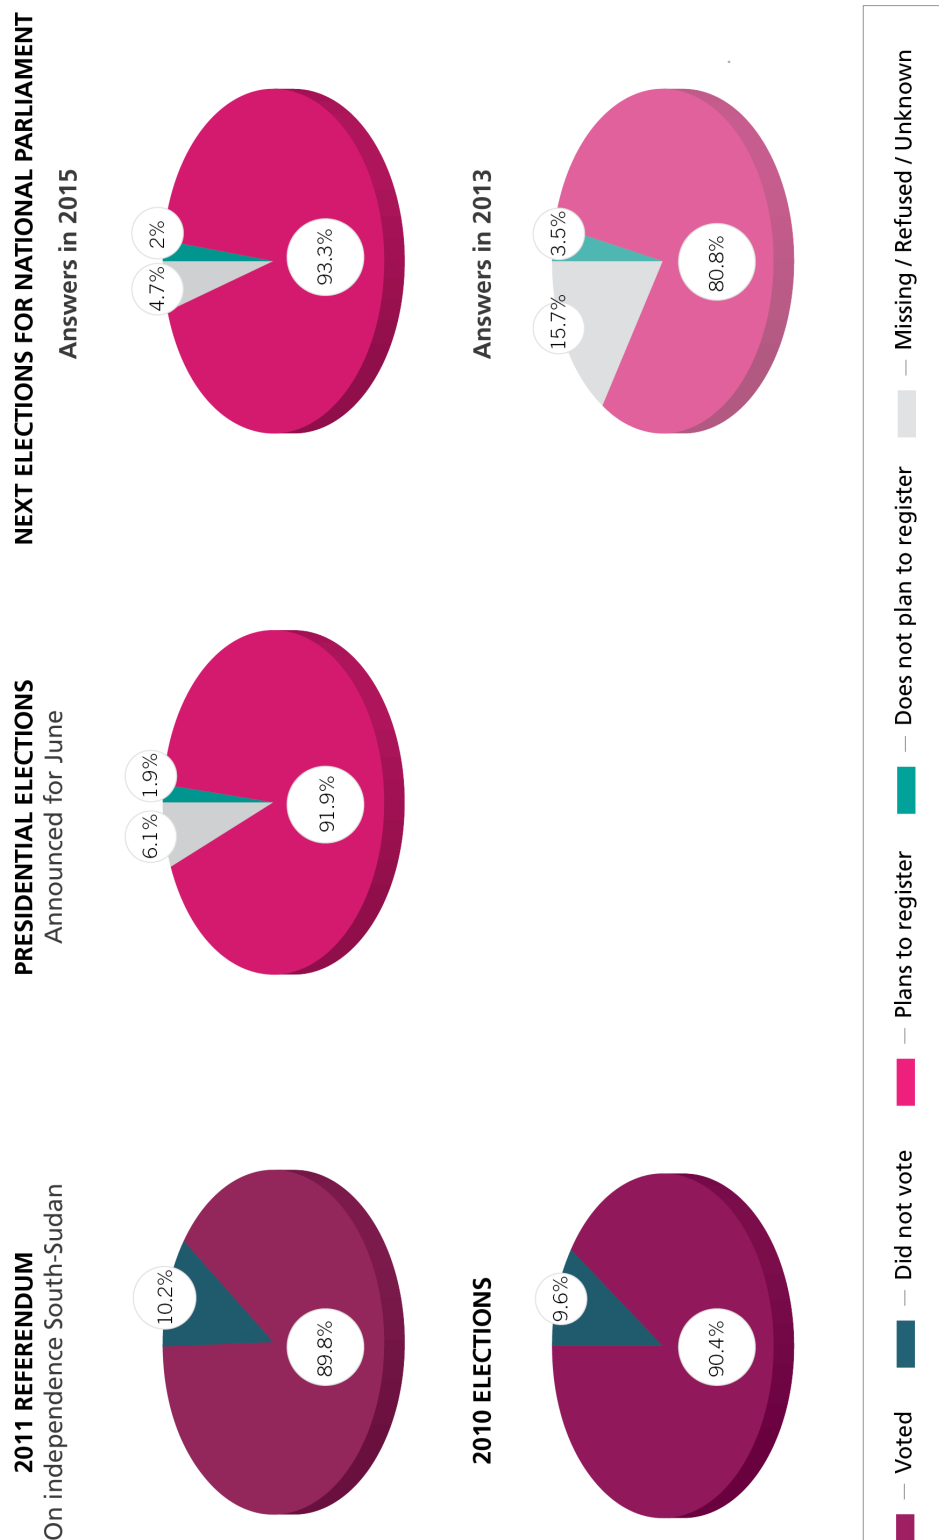 2011 REFERENDUM
On independence South-Sudan
10.2%
89.8%
PRESIDENTIAL ELECTIONS
Announced for June
6.1%
1.9%
91.9%
NEXT ELECTIONS FOR NATIONAL PARLIAMENT
Answers in 2015
4.7%
2%
93.3%
2010 ELECTIONS
9.6%
90.4%
Answers in 2013
15.7%
3.5%
80.8%
Voted
Did not vote
Plans to register
Does not plan to register
Missing / Refused / Unknown